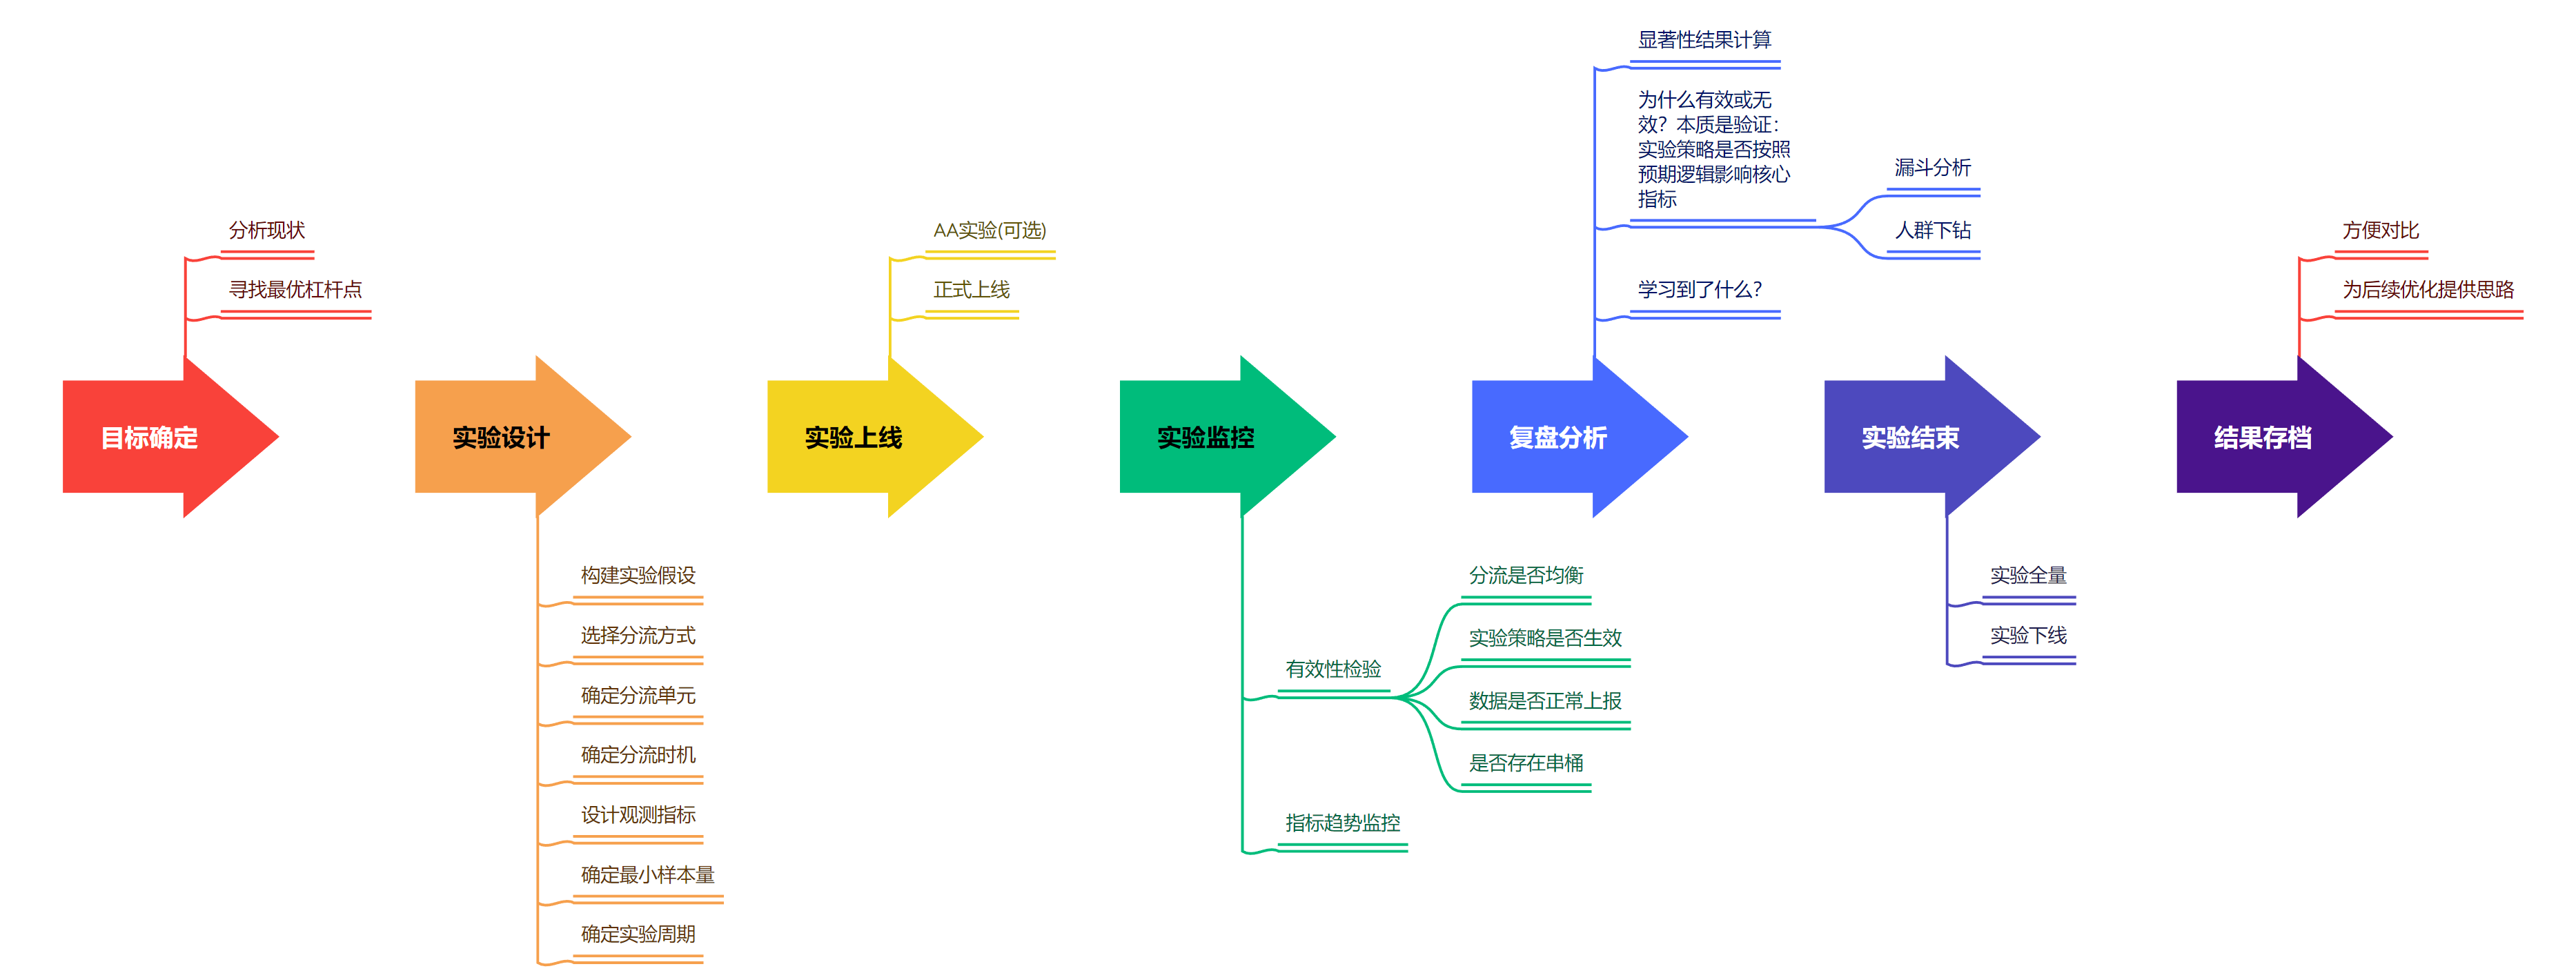 目标确定
分析现状
寻找最优杠杆点
实验设计
构建实验假设
选择分流方式
确定分流单元
确定分流时机
设计观测指标
确定最小样本量
确定实验周期
实验上线
AA实验(可选)
正式上线
实验监控
有效性检验
分流是否均衡
实验策略是否生效
数据是否正常上报
是否存在串桶
指标趋势监控
复盘分析
显著性结果计算
为什么有效或无
效？本质是验证：
实验策略是否按照
预期逻辑影响核心
指标
漏斗分析
人群下钻
学习到了什么？
实验结束
实验全量
实验下线
结果存档
方便对比
为后续优化提供思路